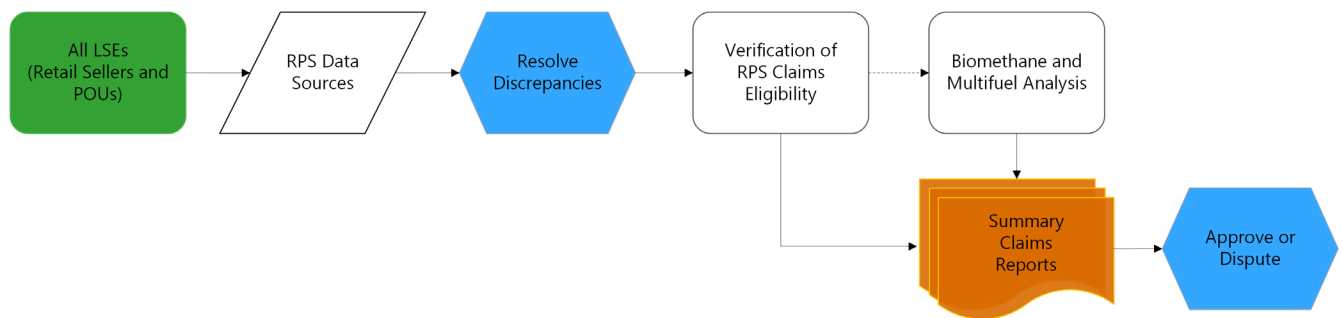 All LSEs
(Retail Sellers and
POUs)
RPS Data
Sources
Resolve
Discrepancies
Verification of
RPS Claims
Eligibility
Biomethane and
Multifuel Analysis
Summary
Claims
Reports
Approve or
Dispute